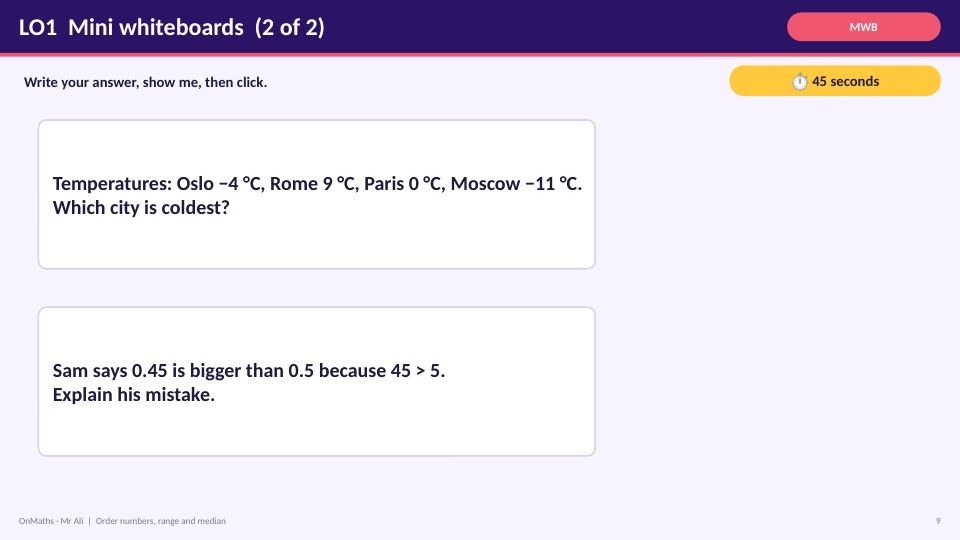 LO1 Mini whiteboards (2 of 2)
MWB
Write your answer, show me, then click.
⏱ 45 seconds
Temperatures: Oslo −4 °C, Rome 9 °C, Paris 0 °C, Moscow −11 °C.
Which city is coldest?
Sam says 0.45 is bigger than 0.5 because 45 > 5.
Explain his mistake.
OnMaths · Mr Ali | Order numbers, range and median
9